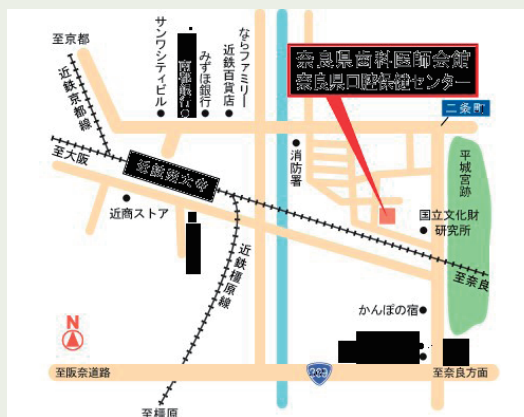 至京都
近鉄京都線
サンワシティビル
南都銀行
みずほ銀行
近鉄百貨店
ならファミリー
奈良県歯科医師会館
奈良県口腔保健センター
二条町
至大阪
消防署
平城宮跡
近商ストア
国立文化財
研究所
近鉄橿原線
至奈良
かんぽの宿
N
至阪奈道路
至奈良方面
至橿原